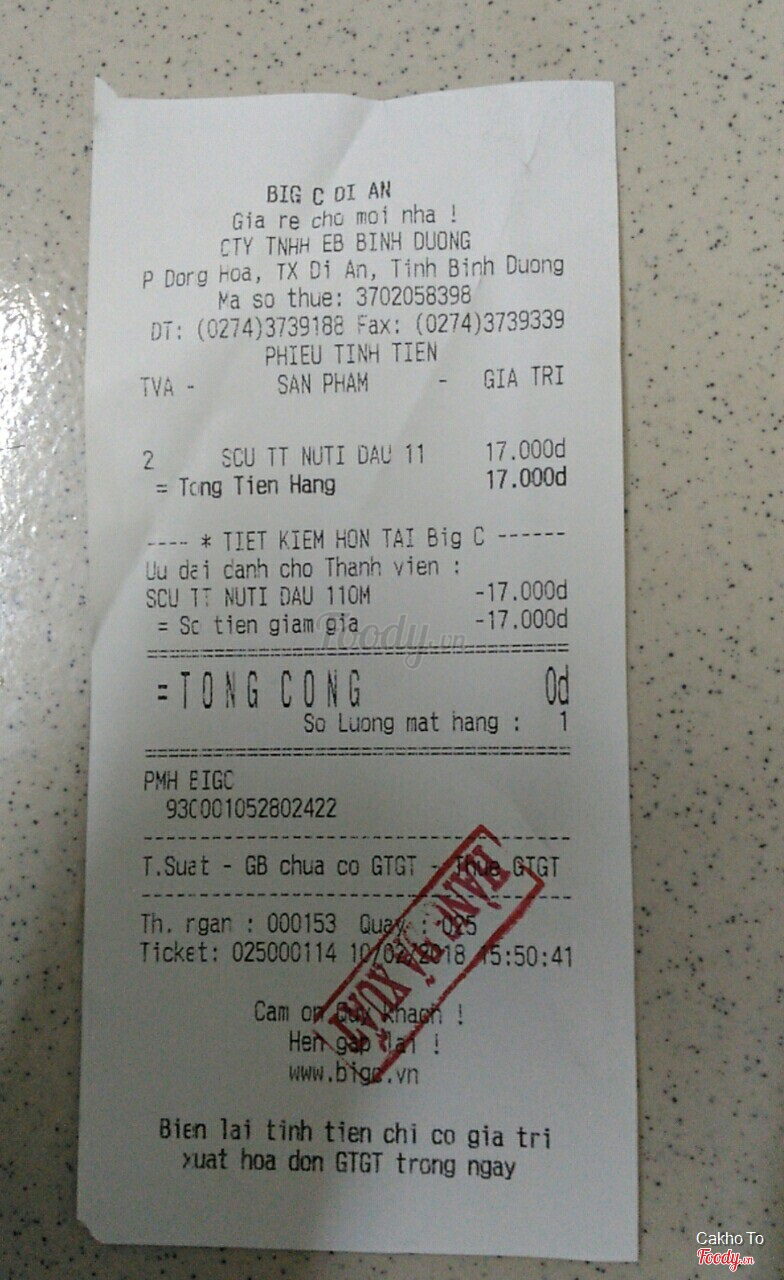 BIG C DI AN
Gia re cho moi nha !
CTY TNHH EB BINH DUONG
P Dong Hoa, TX Di An, Tinh Binh Duong
Ma so thue: 3702058398
DT: (0274)3739188 Fax: (0274)3739339
PHIEU TINH TIEN
TVA - SAN PHAM - GIA TRI
2 SCU TT NUTI DAU 11 17.000d
= Tong Tien Hang 17.000d
---- * TIET KIEM HON TAI Big C ------
Uu dai danh cho Thanh vien :
SCU TT NUTI DAU 110M -17.000d
= So tien giam gia -17.000d
=TONG CONG 0d
So Luong mat hang : 1
PMH BIGC
930001052802422
T.Suat - GB chua co GTGT - Thue GTGT
Th. ngan : 000153 Quay : 025
Ticket: 025000114 10/02/2018 15:50:41
Cam on Quy khach !
Hen gap lai !
www.bigc.vn
HÀNG ĐÃ XUẤT
Bien lai tinh tien chi co gia tri
xuat hoa don GTGT trong ngay
Foody.vn
Cakho To
Foody.vn